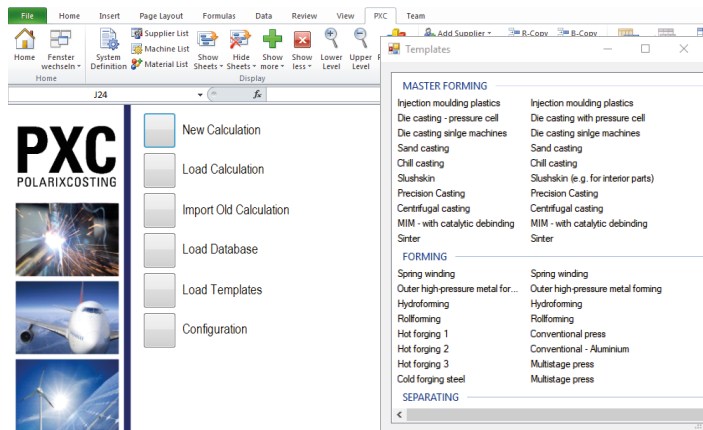 File Home Insert Page Layout Formulas Data Review View PXC Team
Supplier List
Machine List
Material List
Home
Fenster wechseln
System Definition
Show Sheets
Hide Sheets
Show more
Show less
Lower Level
Upper Level
Add Supplier
R-Copy
B-Copy
Home
Display
J24
fx
PXC
POLARIXCOSTING
New Calculation
Load Calculation
Import Old Calculation
Load Database
Load Templates
Configuration
Templates
MASTER FORMING
Injection moulding plastics Injection moulding plastics
Die casting - pressure cell Die casting with pressure cell
Die casting sinlge machines Die casting sinlge machines
Sand casting Sand casting
Chill casting Chill casting
Slushskin Slushskin (e.g. for interior parts)
Precision Casting Precision Casting
Centrifugal casting Centrifugal casting
MIM - with catalytic debinding MIM - with catalytic debinding
Sinter Sinter
FORMING
Spring winding Spring winding
Outer high-pressure metal for... Outer high-pressure metal forming
Hydroforming Hydroforming
Rollforming Rollforming
Hot forging 1 Conventional press
Hot forging 2 Conventional - Aluminium
Hot forging 3 Multistage press
Cold forging steel Multistage press
SEPARATING